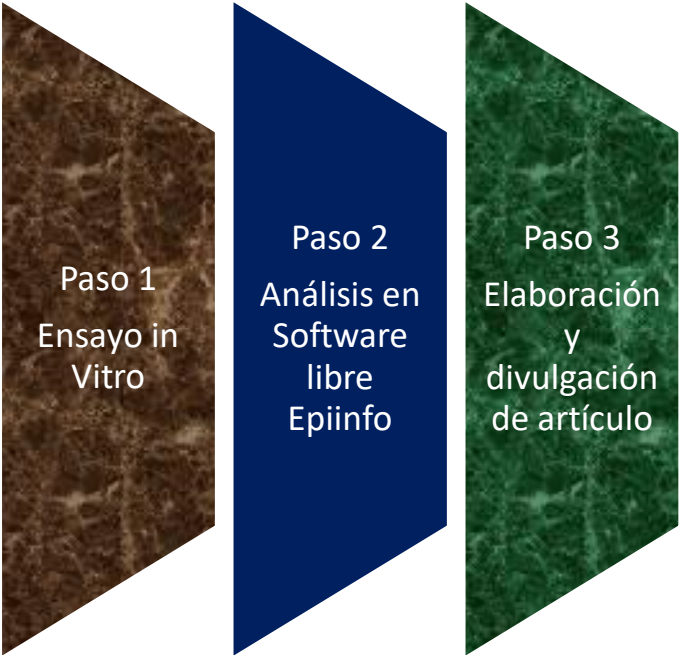 Paso 1
Ensayo in
Vitro
Paso 2
Análisis en
Software
libre
Epiinfo
Paso 3
Elaboración
y
divulgación
de artículo